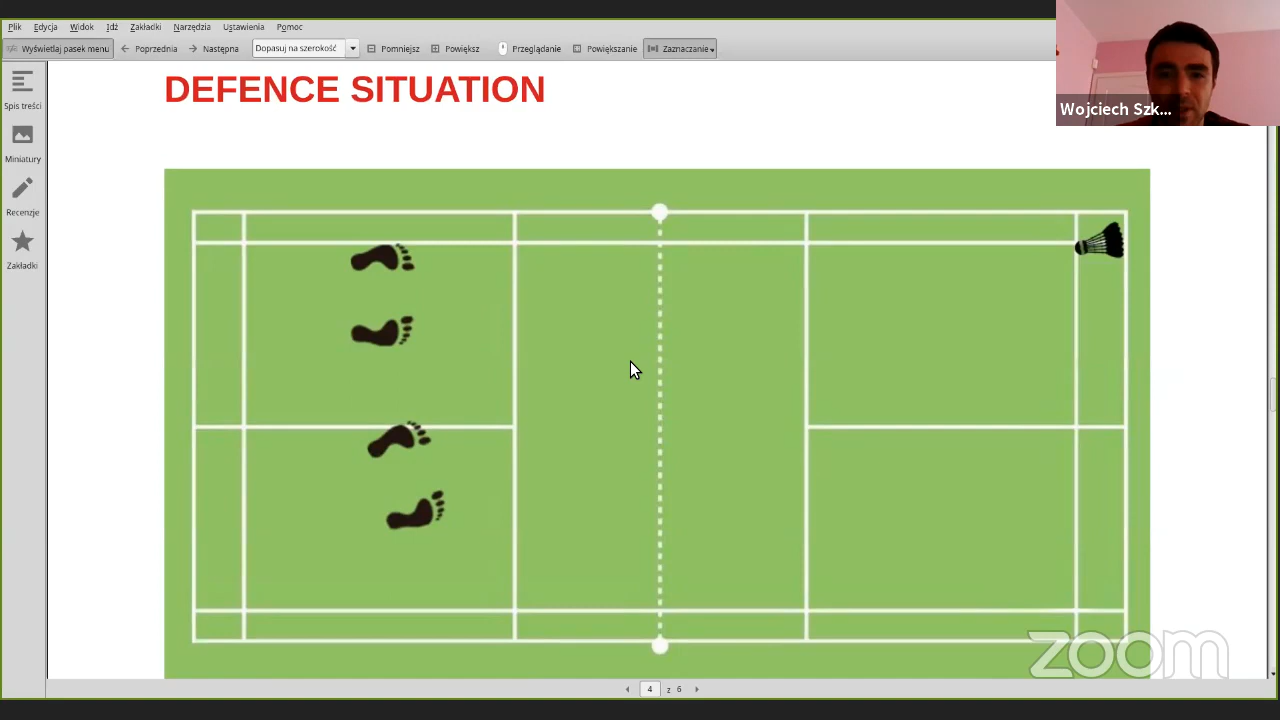 Plik Edycja Widok Idź Zakładki Narzędzia Ustawienia Pomoc
Wyświetlaj pasek menu Poprzednia Następna Dopasuj na szerokość Pomniejsz Powiększ Przeglądanie Powiększanie Zaznaczanie
Spis treści
Miniatury
Recenzje
Zakładki
DEFENCE SITUATION
Wojciech Szk...
zoom
4 z 6